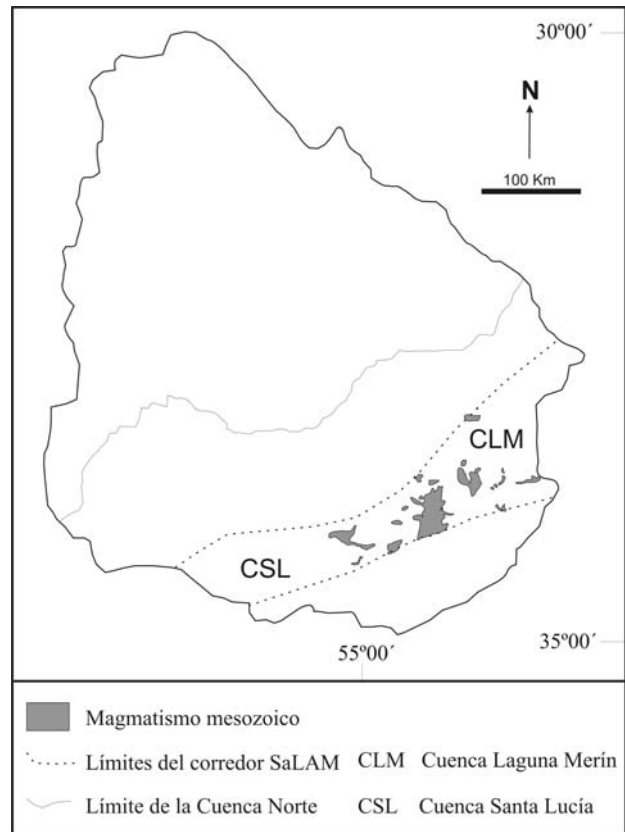 30º00´
N
100 Km
CLM
CSL
35º00´
55º00´
Magmatismo mesozoico
Límites del corredor SaLAM
CLM Cuenca Laguna Merín
Límite de la Cuenca Norte
CSL Cuenca Santa Lucía